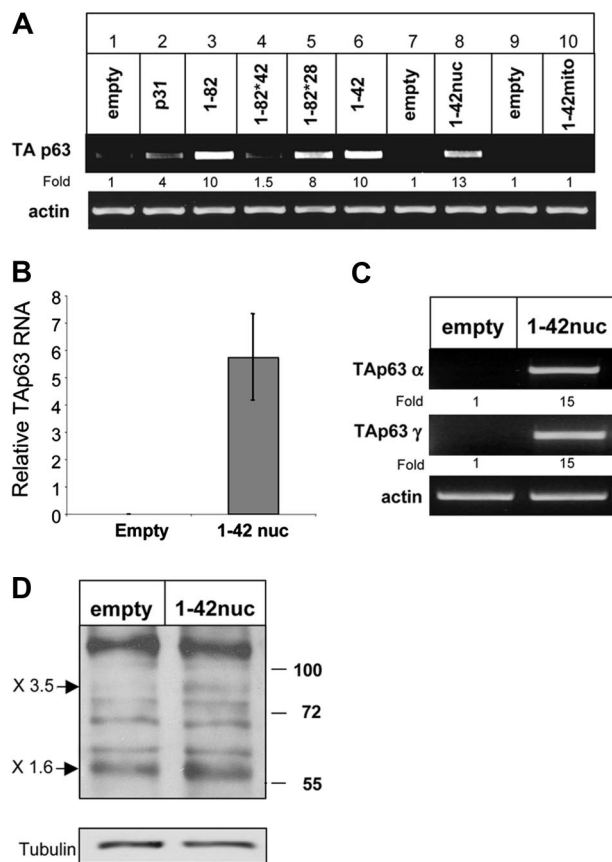 A
1 2 3 4 5 6 7 8 9 10
empty p31 1-82 1-82*42 1-82*28 1-42 empty 1-42nuc empty 1-42mito
TA p63
Fold 1 4 10 1.5 8 10 1 13 1 1
actin
B
Relative TAp63 RNA
8
7
6
5
4
3
2
1
0
Empty 1-42 nuc
C
empty 1-42nuc
TAp63 α
Fold 1 15
TAp63 γ
Fold 1 15
actin
D
empty 1-42nuc
100
X 3.5
72
X 1.6
55
Tubulin